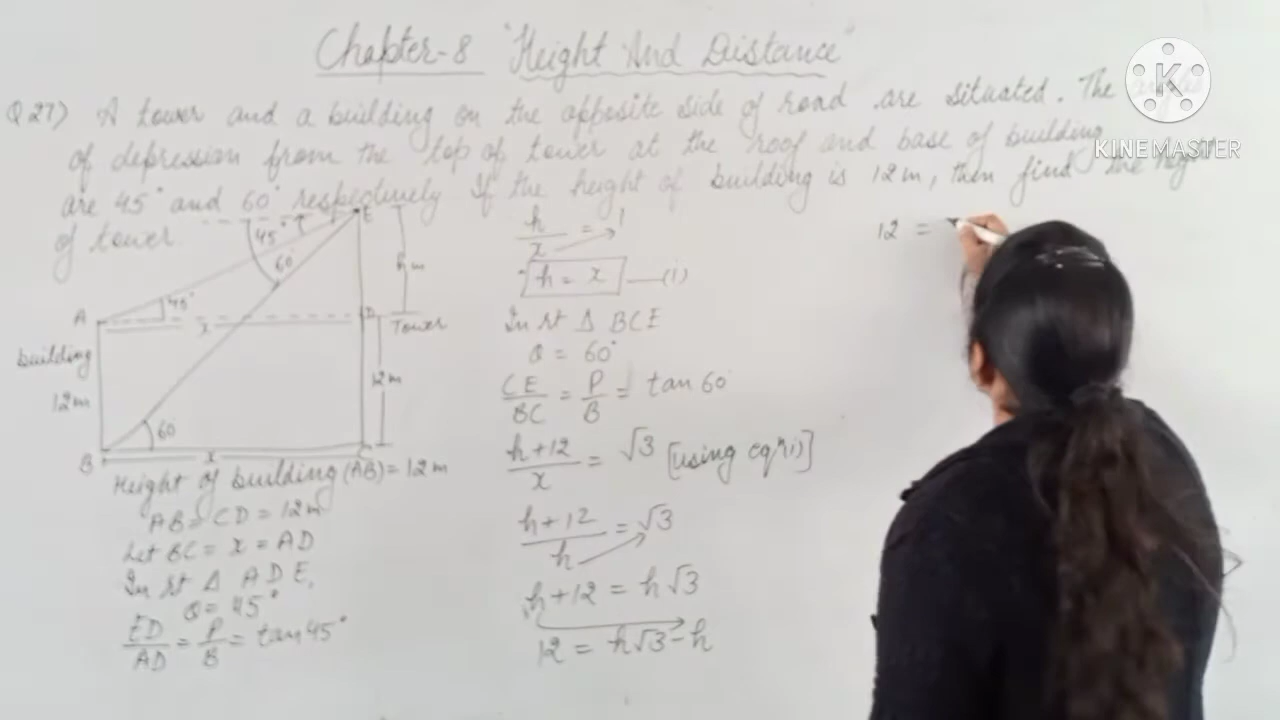 Chapter-8 "Height And Distance"
Q 27) A tower and a building on the opposite side of road are situated. The
of depression from the top of tower at the roof and base of building
are 45° and 60° respectively If the height of building is 12 m, then find the
of tower.
K
KINEMASTER
45°
60°
E
h m
A
45°
x
D
Tower
building
12m
12 m
60
B
x
Height of building (AB) = 12 m
AB = CD = 12m
Let BC = x = AD
In rt Δ ADE,
θ = 45°
ED/AD = P/B = tan 45°
h/x = 1
h = x —(i)
In rt Δ BCE
θ = 60°
CE/BC = P/B = tan 60
h+12/x = √3 [using eqn i)]
h+12/h = √3
h+12 = h√3
12 = h√3 - h
12 =